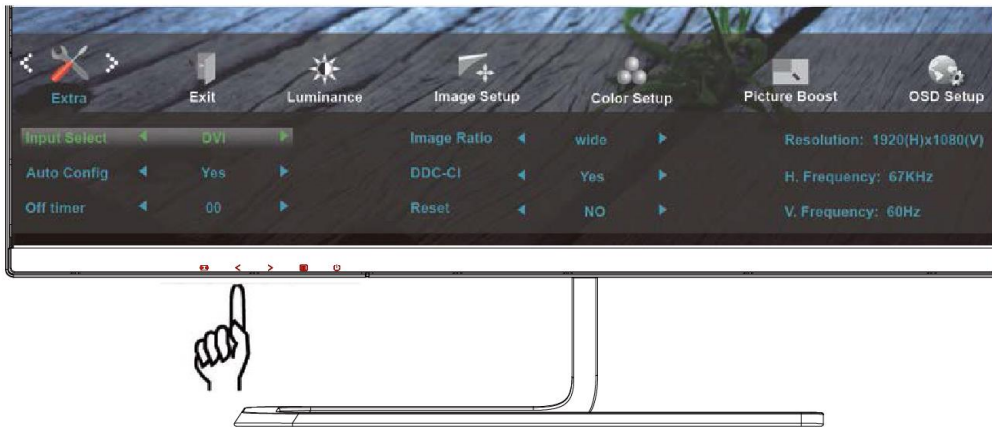 Extra Exit Luminance Image Setup Color Setup Picture Boost OSD Setup
Input Select DVI Image Ratio wide Resolution: 1920(H)x1080(V)
Auto Config Yes DDC-CI Yes H. Frequency: 67KHz
Off timer 00 Reset NO V. Frequency: 60Hz